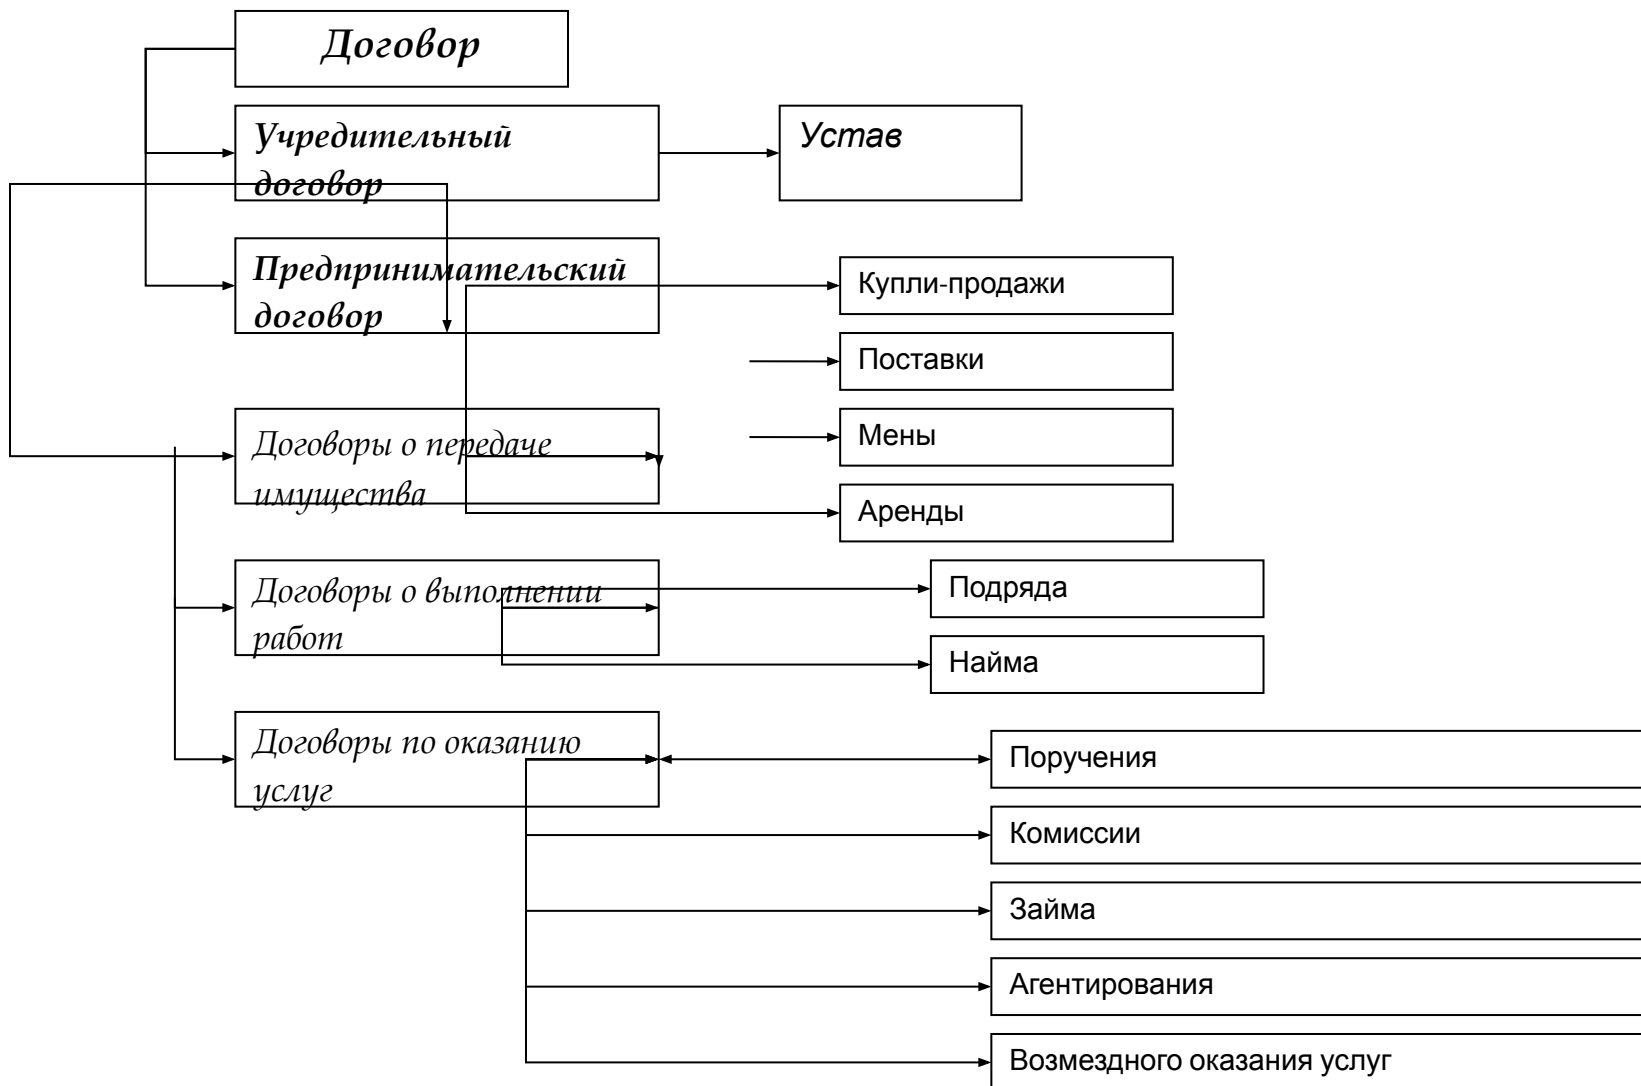 Договор
Учредительный
договор
Устав
Предпринимательский
договор
Купли-продажи
Поставки
Мены
Договоры о передаче
имущества
Аренды
Договоры о выполнении
работ
Подряда
Найма
Договоры по оказанию
услуг
Поручения
Комиссии
Займа
Агентирования
Возмездного оказания услуг